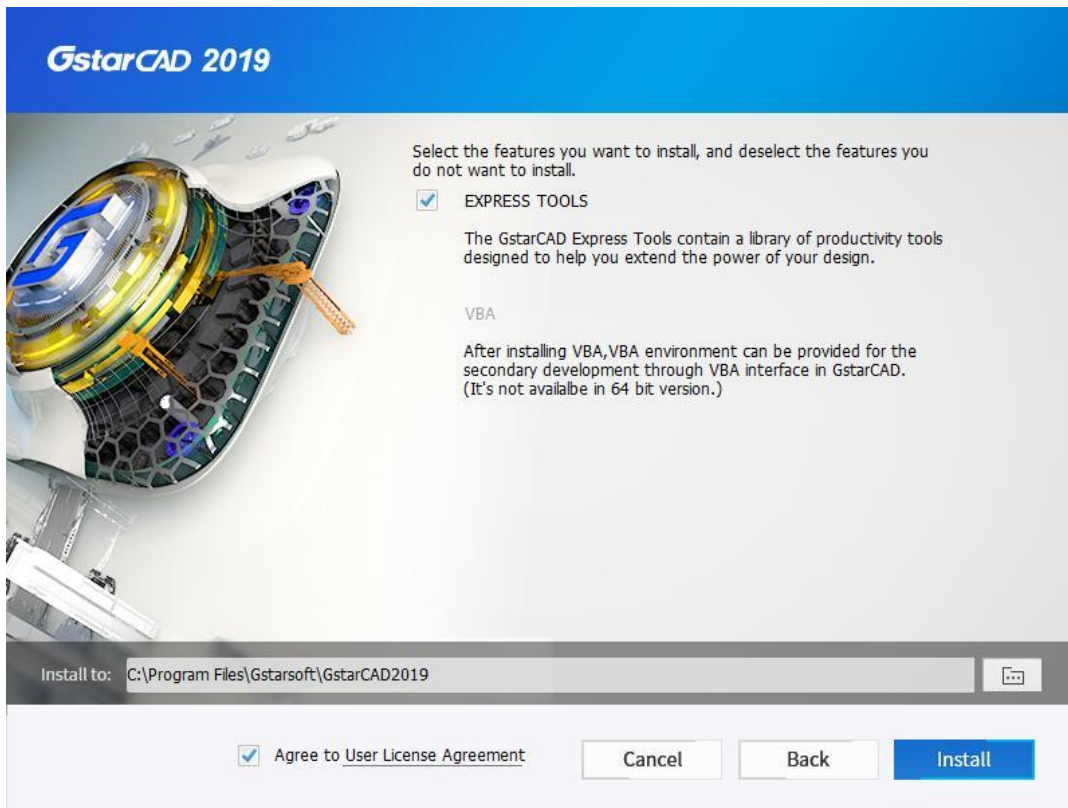 GstarCAD 2019
Select the features you want to install, and deselect the features you
do not want to install.
EXPRESS TOOLS
The GstarCAD Express Tools contain a library of productivity tools
designed to help you extend the power of your design.
VBA
After installing VBA,VBA environment can be provided for the
secondary development through VBA interface in GstarCAD.
(It's not availalbe in 64 bit version.)
Install to: C:\Program Files\Gstarsoft\GstarCAD2019
Agree to User License Agreement Cancel Back Install